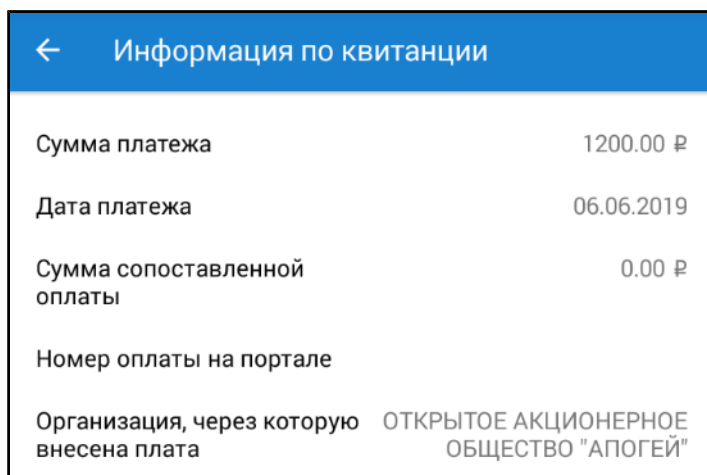 Информация по квитанции
Сумма платежа 1200.00 ₽
Дата платежа 06.06.2019
Сумма сопоставленной 0.00 ₽
оплаты
Номер оплаты на портале
Организация, через которую ОТКРЫТОЕ АКЦИОНЕРНОЕ
внесена плата ОБЩЕСТВО "АПОГЕЙ"